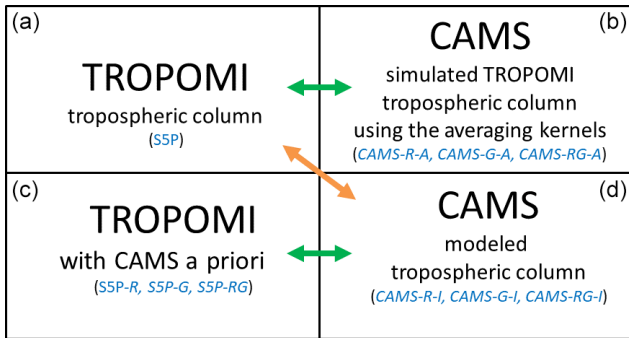 (a)
TROPOMI
tropospheric column
(S5P)
(b)
CAMS
simulated TROPOMI
tropospheric column
using the averaging kernels
(CAMS-R-A, CAMS-G-A, CAMS-RG-A)
(c)
TROPOMI
with CAMS a priori
(S5P-R, S5P-G, S5P-RG)
(d)
CAMS
modeled
tropospheric column
(CAMS-R-I, CAMS-G-I, CAMS-RG-I)